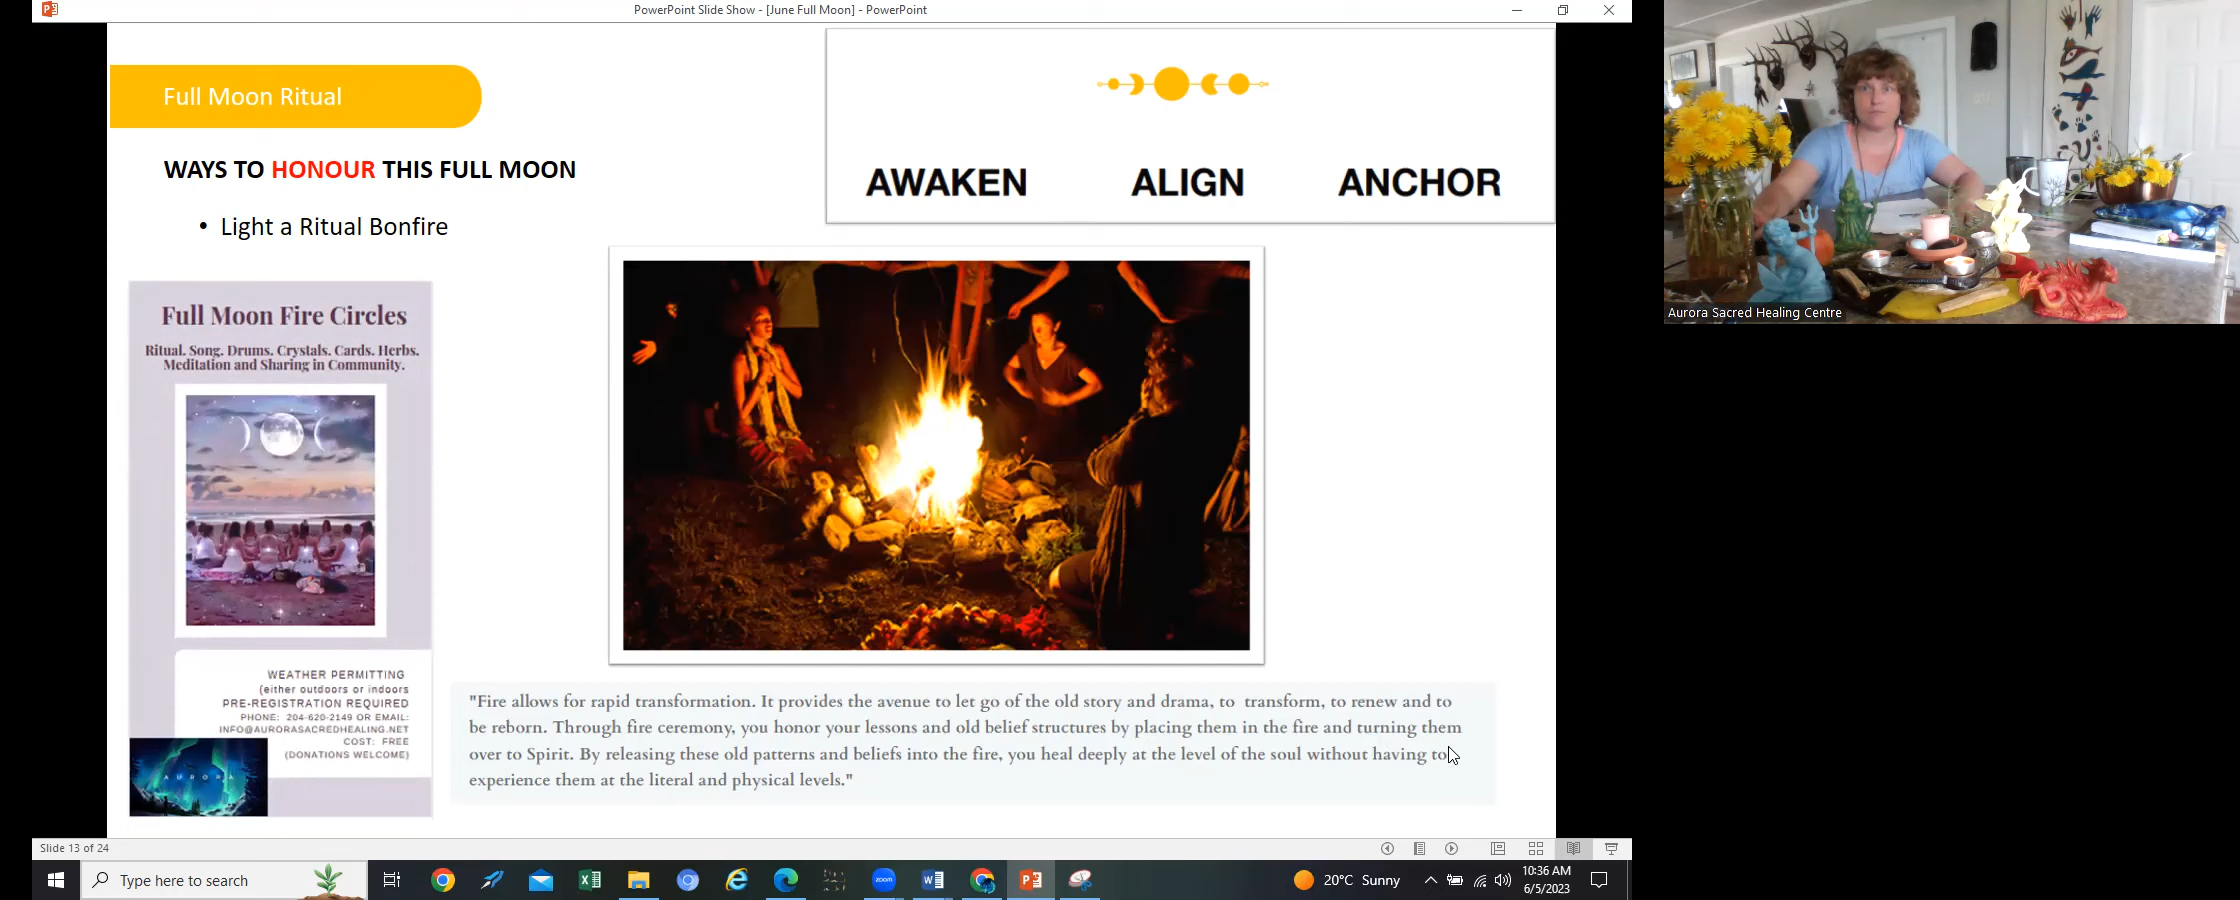 PowerPoint Slide Show - [June Full Moon] - PowerPoint
Full Moon Ritual
WAYS TO HONOUR THIS FULL MOON
• Light a Ritual Bonfire
AWAKEN ALIGN ANCHOR
Full Moon Fire Circles
Ritual. Song. Drums. Crystals. Cards. Herbs.
Meditation and Sharing in Community.
WEATHER PERMITTING
(either outdoors or indoors
PRE-REGISTRATION REQUIRED
PHONE: 204-620-2149 OR EMAIL:
INFO@AURORASACREDHEALING.NET
COST: FREE
(DONATIONS WELCOME)
AURORA
"Fire allows for rapid transformation. It provides the avenue to let go of the old story and drama, to transform, to renew and to
be reborn. Through fire ceremony, you honor your lessons and old belief structures by placing them in the fire and turning them
over to Spirit. By releasing these old patterns and beliefs into the fire, you heal deeply at the level of the soul without having to
experience them at the literal and physical levels."
Aurora Sacred Healing Centre
Slide 13 of 24
Type here to search
zoom
20°C Sunny
10:36 AM
6/5/2023